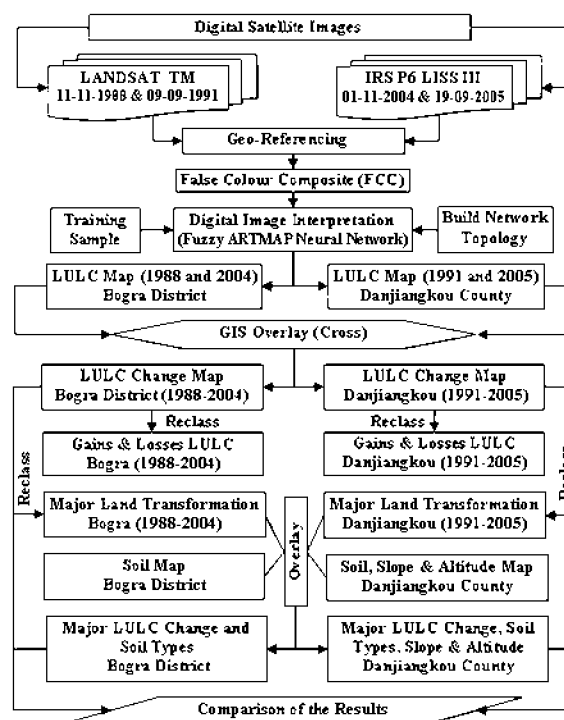 Digital Satellite Images
LANDSAT TM
11-11-1988 & 09-09-1991
IRS P6 LISS III
01-11-2004 & 19-09-2005
Geo-Referencing
False Colour Composite (FCC)
Training
Sample
Digital Image Interpretation
(Fuzzy ARTMAP Neural Network)
Build Network
Topology
LULC Map (1988 and 2004)
Bogra District
LULC Map (1991 and 2005)
Danjiangkou County
GIS Overlay (Cross)
LULC Change Map
Bogra District (1988-2004)
LULC Change Map
Danjiangkou (1991-2005)
Reclass
Reclass
Gains & Losses LULC
Bogra (1988-2004)
Gains & Losses LULC
Danjiangkou (1991-2005)
Reclass
Reclass
Major Land Transformation
Bogra (1988-2004)
Major Land Transformation
Danjiangkou (1991-2005)
Overlay
Soil Map
Bogra District
Soil, Slope & Altitude Map
Danjiangkou County
Major LULC Change and
Soil Types
Bogra District
Major LULC Change, Soil
Types, Slope & Altitude
Danjiangkou County
Comparison of the Results